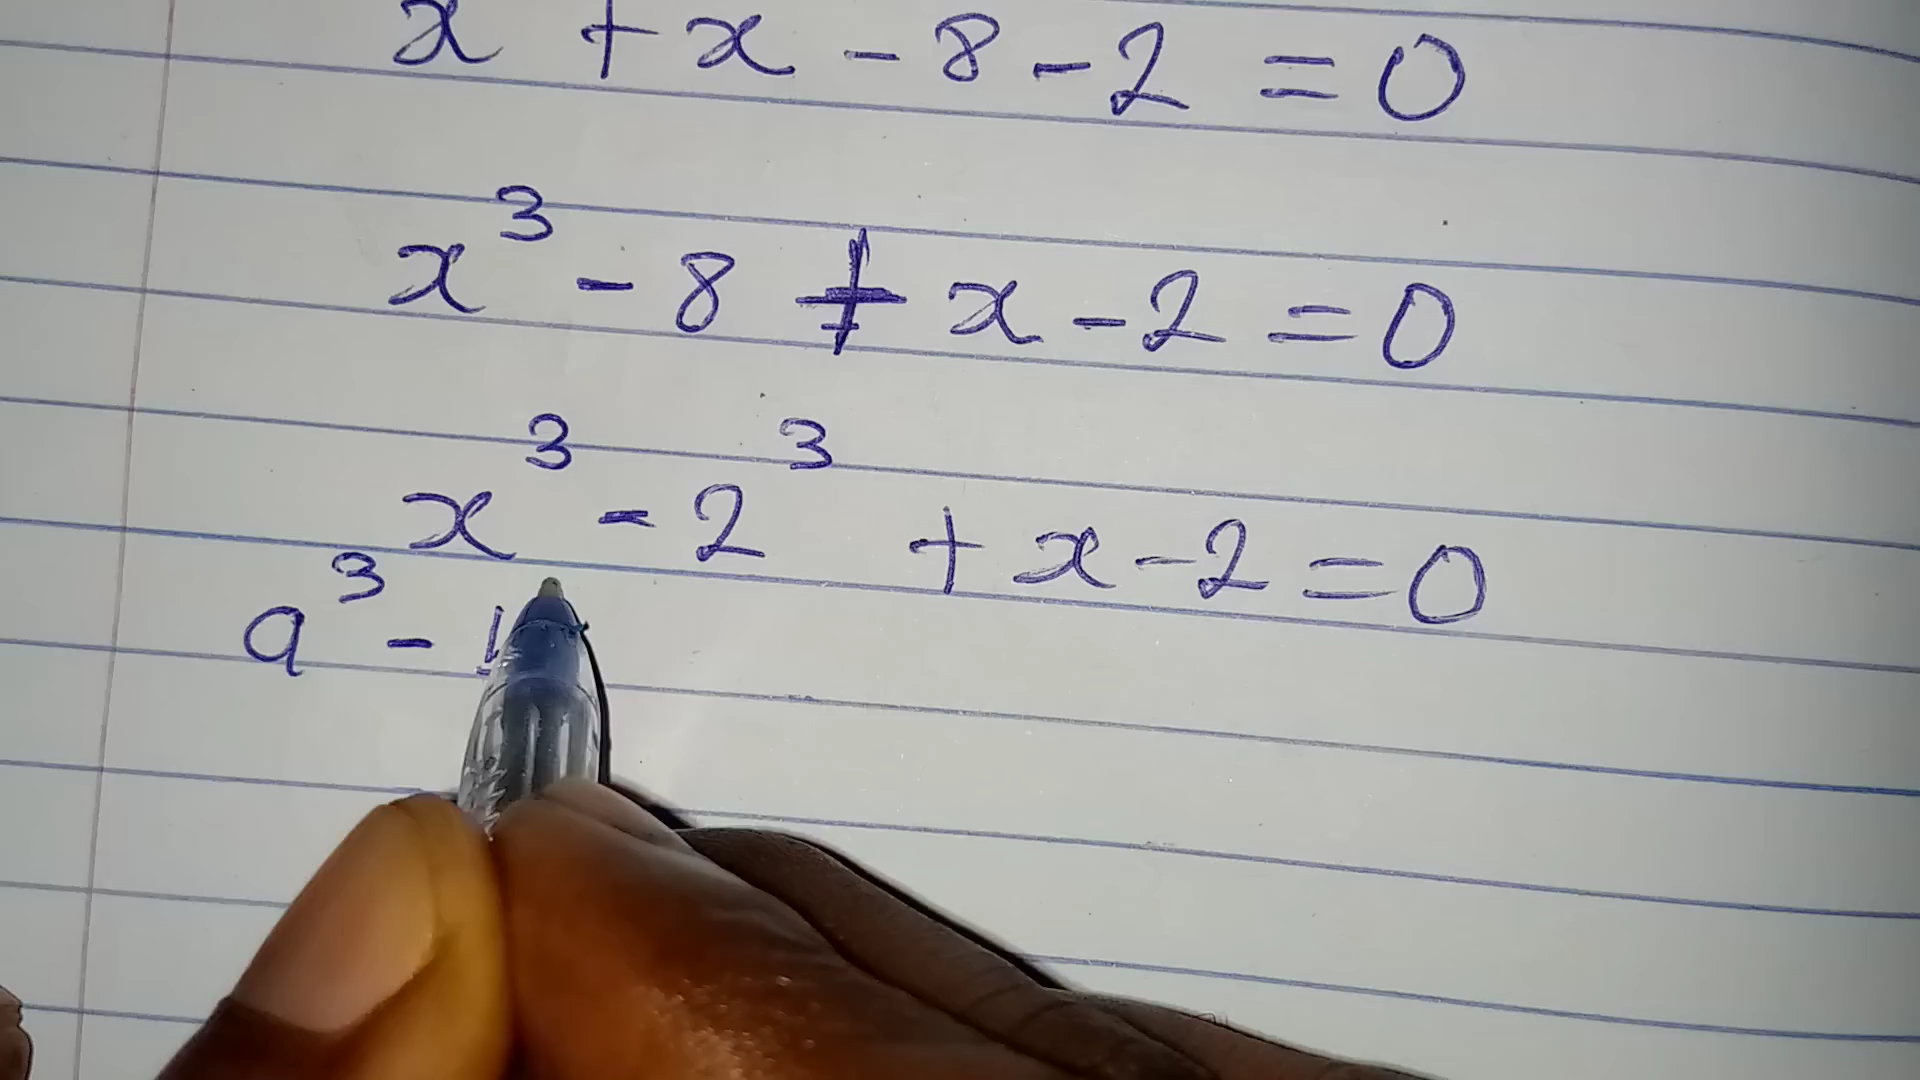 x + x - 8 - 2 = 0
x³ - 8 + x - 2 = 0
x³ - 2³ + x - 2 = 0
a³ -